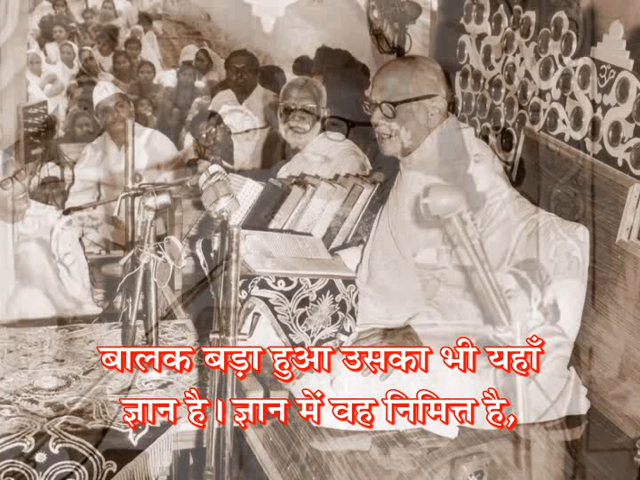 बालक बड़ा हुआ उसका भी यहाँ
ज्ञान है । ज्ञान में वह निमित्त है,